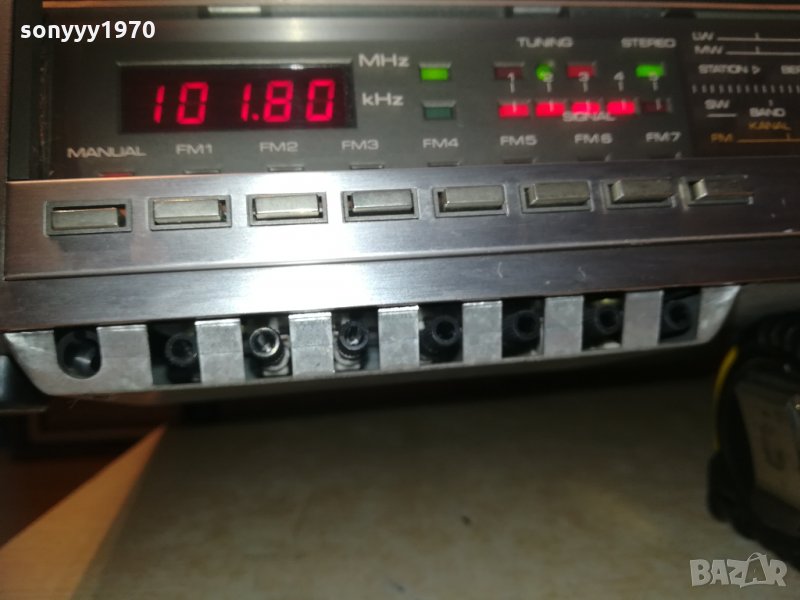 sonyyy1970
TUNING STEREO LW
MHz MW
1 2 3 4 5 STATION
101.80 kHz SW BAND
SIGNAL KANAL
MANUAL FM1 FM2 FM3 FM4 FM5 FM6 FM7 FM
BAZAR